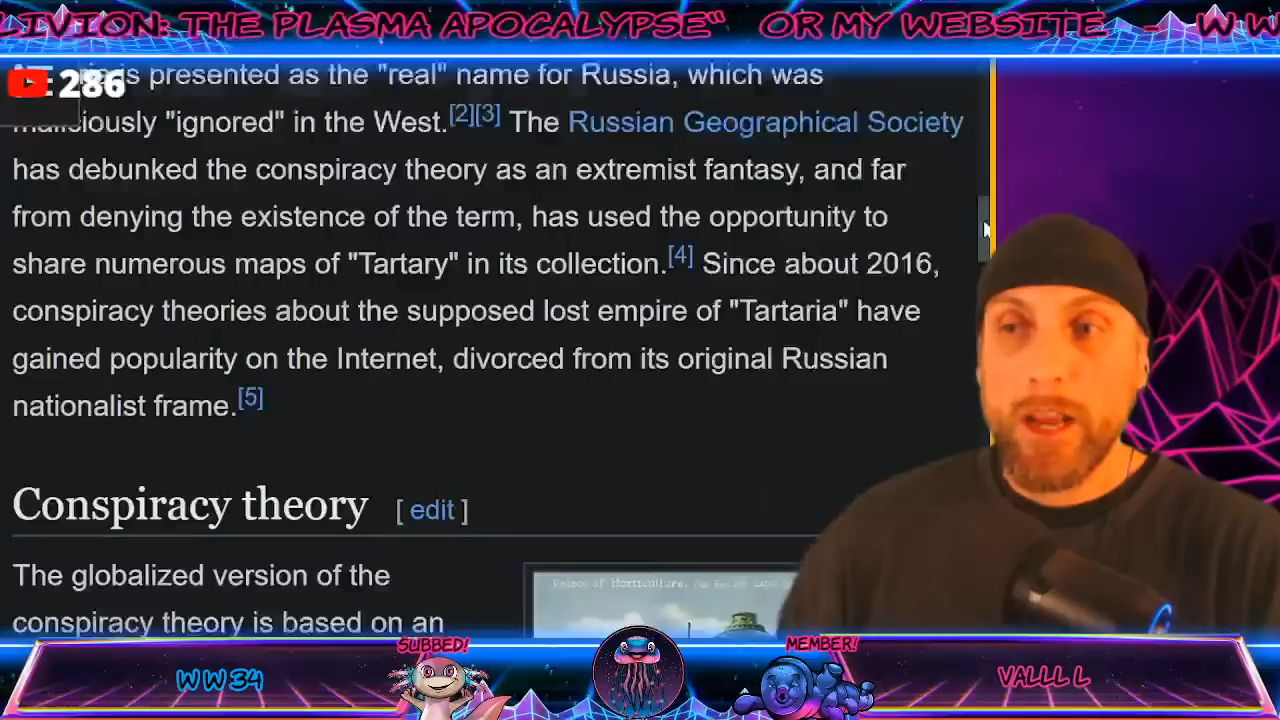 LIVION: THE PLASMA APOCALYPSE" OR MY WEBSITE - W W
is presented as the "real" name for Russia, which was
286
maliciously "ignored" in the West.[2][3] The Russian Geographical Society
has debunked the conspiracy theory as an extremist fantasy, and far
from denying the existence of the term, has used the opportunity to
share numerous maps of "Tartary" in its collection.[4] Since about 2016,
conspiracy theories about the supposed lost empire of "Tartaria" have
gained popularity on the Internet, divorced from its original Russian
nationalist frame.[5]
Conspiracy theory [ edit ]
The globalized version of the
conspiracy theory is based on an
SUBBED!
MEMBER!
W W 34
VALLL L